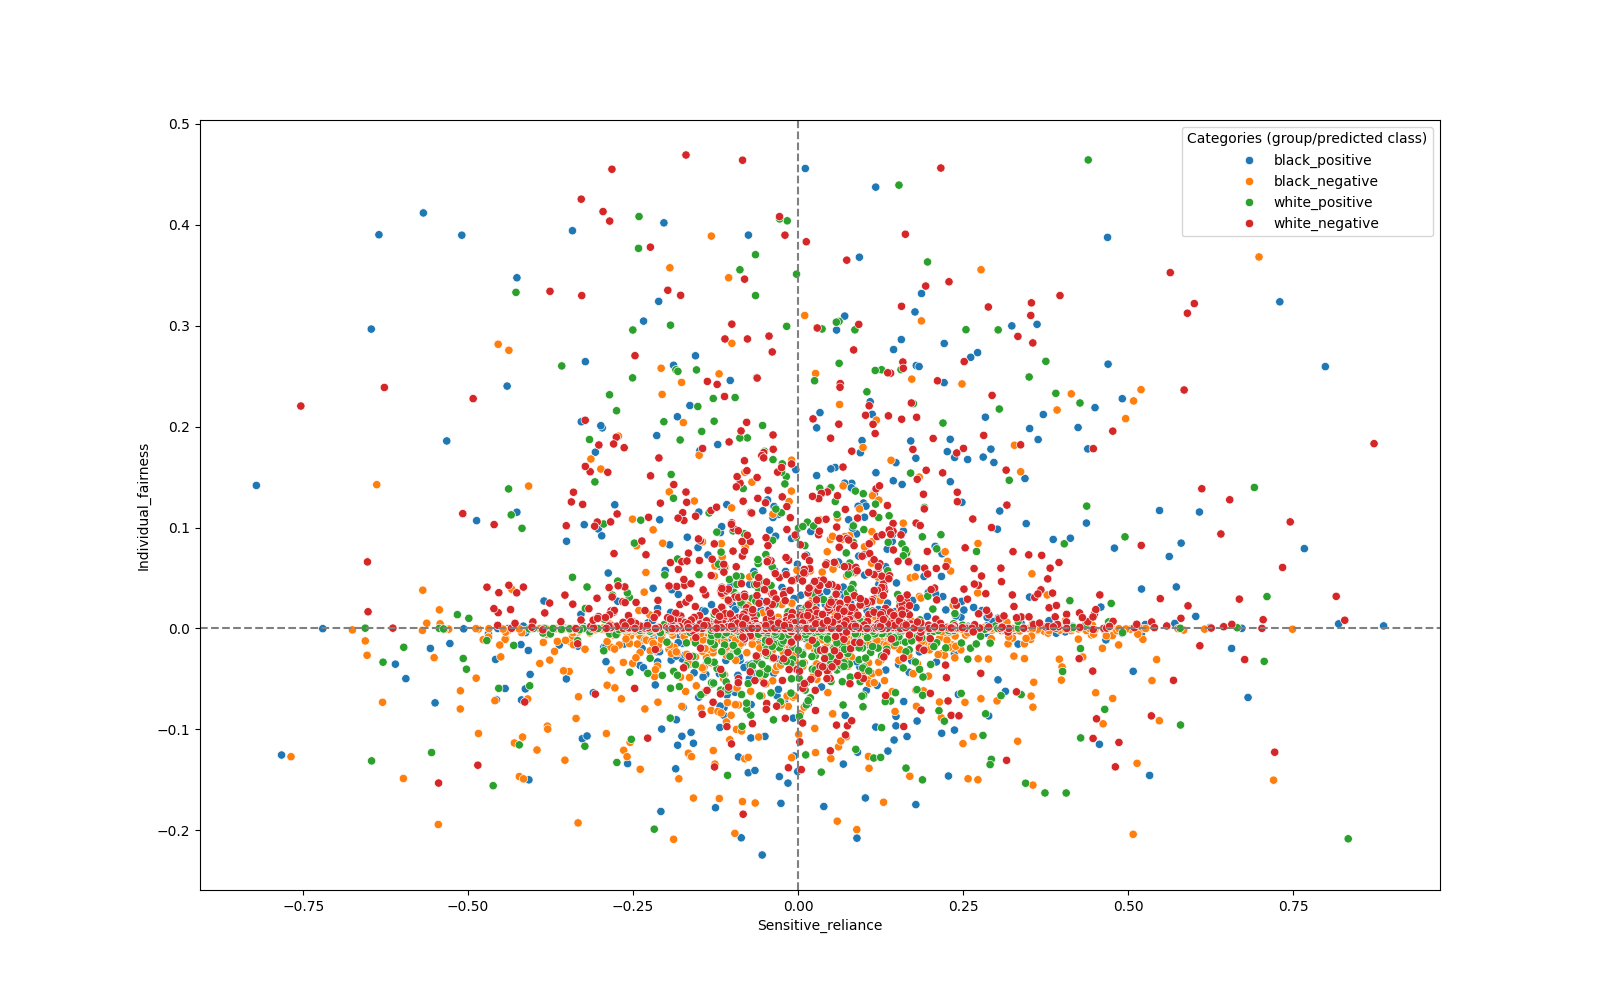 Categories (group/predicted class)
black_positive
black_negative
white_positive
white_negative
0.5
0.4
0.3
0.2
0.1
0.0
−0.1
−0.2
Individual_fairness
−0.75
−0.50
−0.25
0.00
0.25
0.50
0.75
Sensitive_reliance